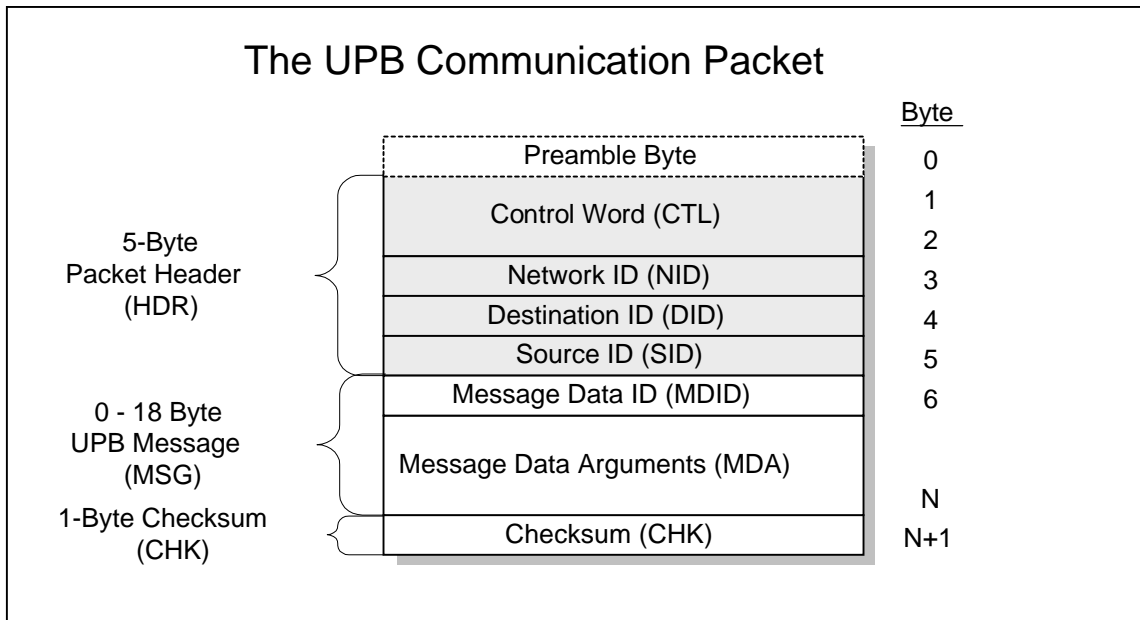 The UPB Communication Packet
Byte
Preamble Byte
0
Control Word (CTL)
1
2
5-Byte
Packet Header
(HDR)
Network ID (NID)
3
Destination ID (DID)
4
Source ID (SID)
5
Message Data ID (MDID)
6
0 - 18 Byte
UPB Message
(MSG)
Message Data Arguments (MDA)
N
1-Byte Checksum
(CHK)
Checksum (CHK)
N+1